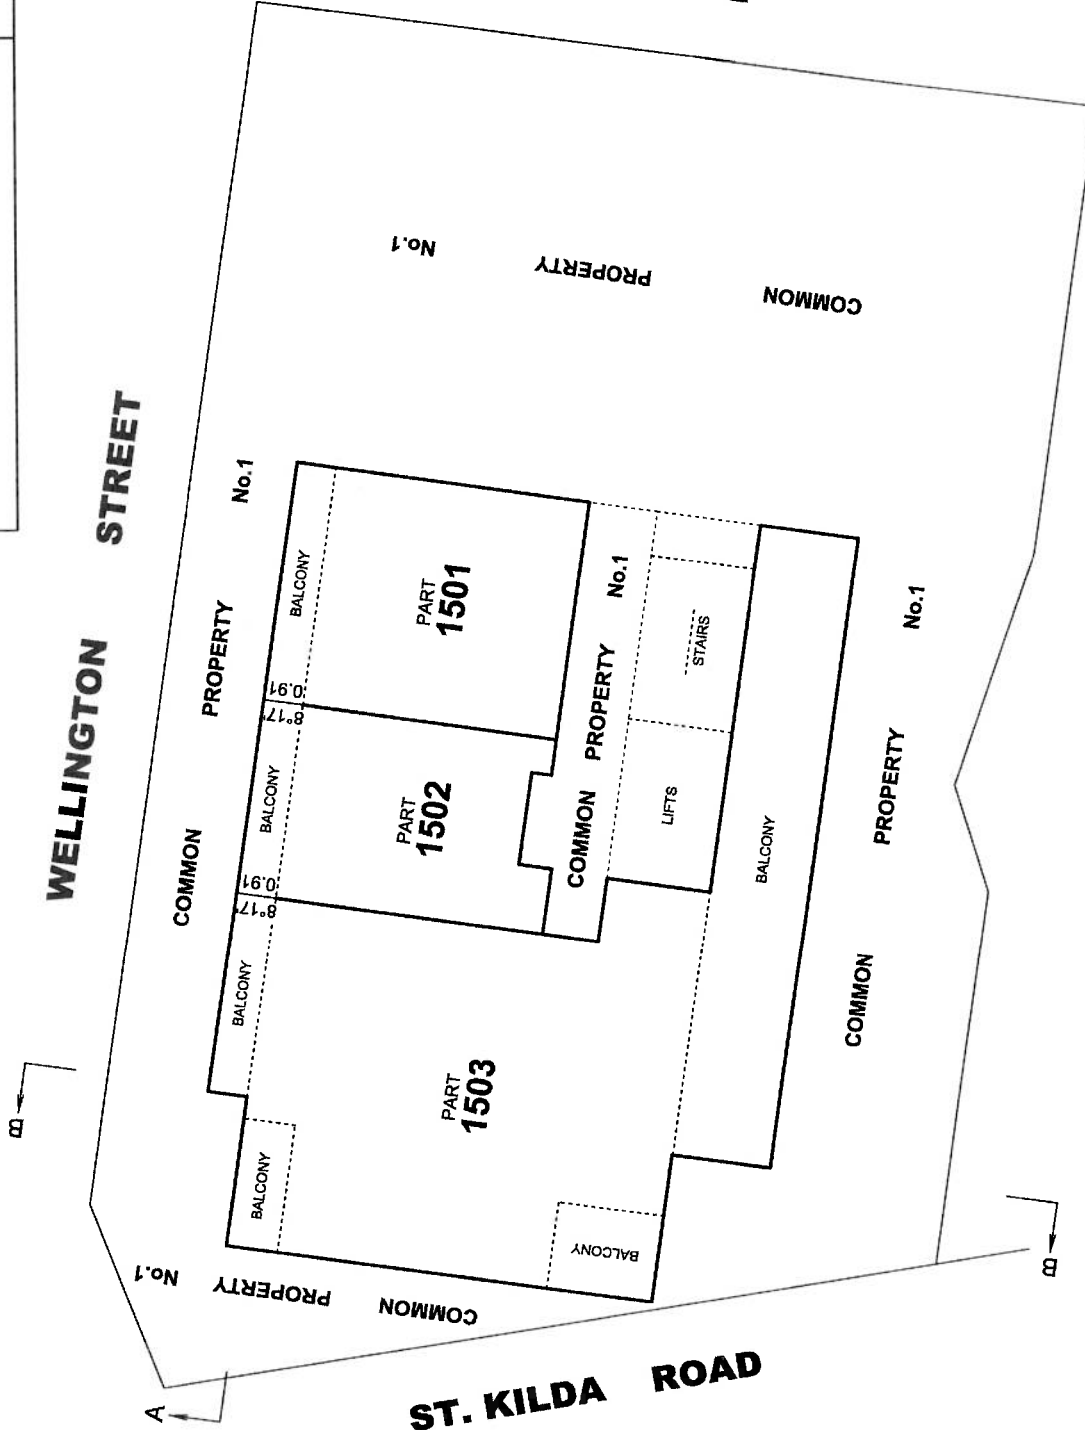 WELLINGTON STREET
COMMON PROPERTY No.1
COMMON PROPERTY No.1
BALCONY
PART
1501
0.91
8°17'
BALCONY
PART
1502
0.91
8°17'
BALCONY
PART
1503
BALCONY
BALCONY
COMMON PROPERTY No.1
STAIRS
LIFTS
BALCONY
COMMON PROPERTY No.1
COMMON PROPERTY No.1
B
B
A
ST. KILDA ROAD